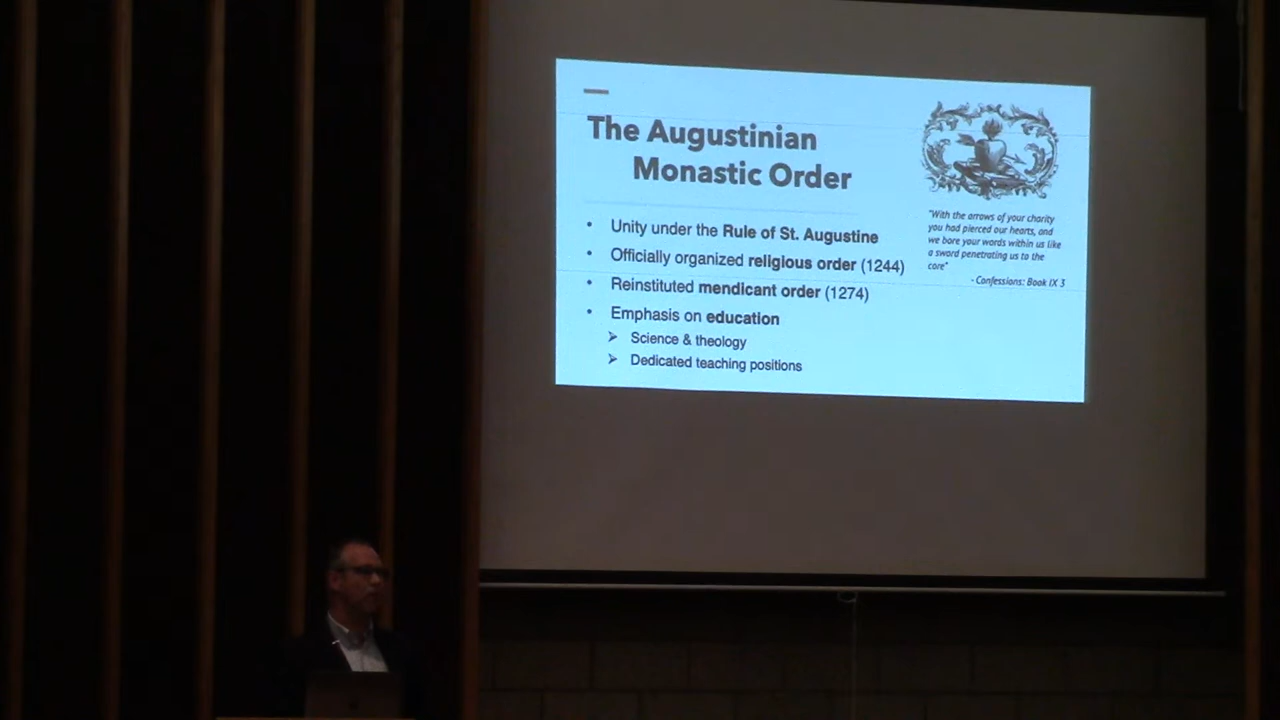 The Augustinian
Monastic Order
• Unity under the Rule of St. Augustine
• Officially organized religious order (1244)
• Reinstituted mendicant order (1274)
• Emphasis on education
➢ Science & theology
➢ Dedicated teaching positions
"With the arrows of your charity
you had pierced our hearts, and
we bore your words within us like
a sword penetrating us to the
core"
- Confessions: Book IX 3